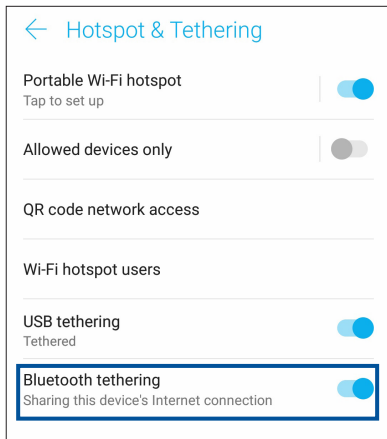 Hotspot & Tethering
Portable Wi-Fi hotspot
Tap to set up
Allowed devices only
QR code network access
Wi-Fi hotspot users
USB tethering
Tethered
Bluetooth tethering
Sharing this device's Internet connection